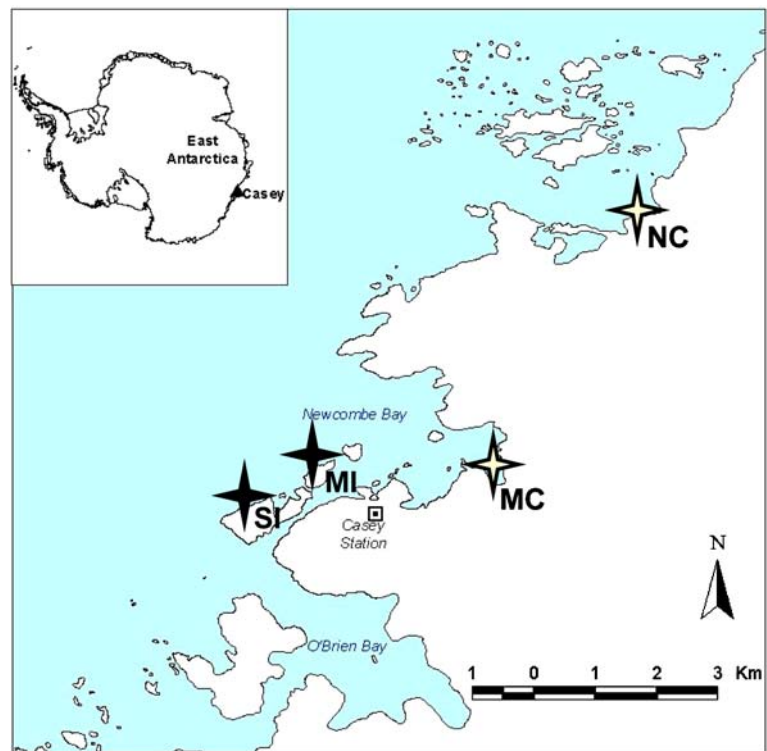 East
Antarctica
Casey
NC
Newcombe Bay
MI
MC
SI
Casey
Station
N
O'Brien Bay
1 0 1 2 3 Km